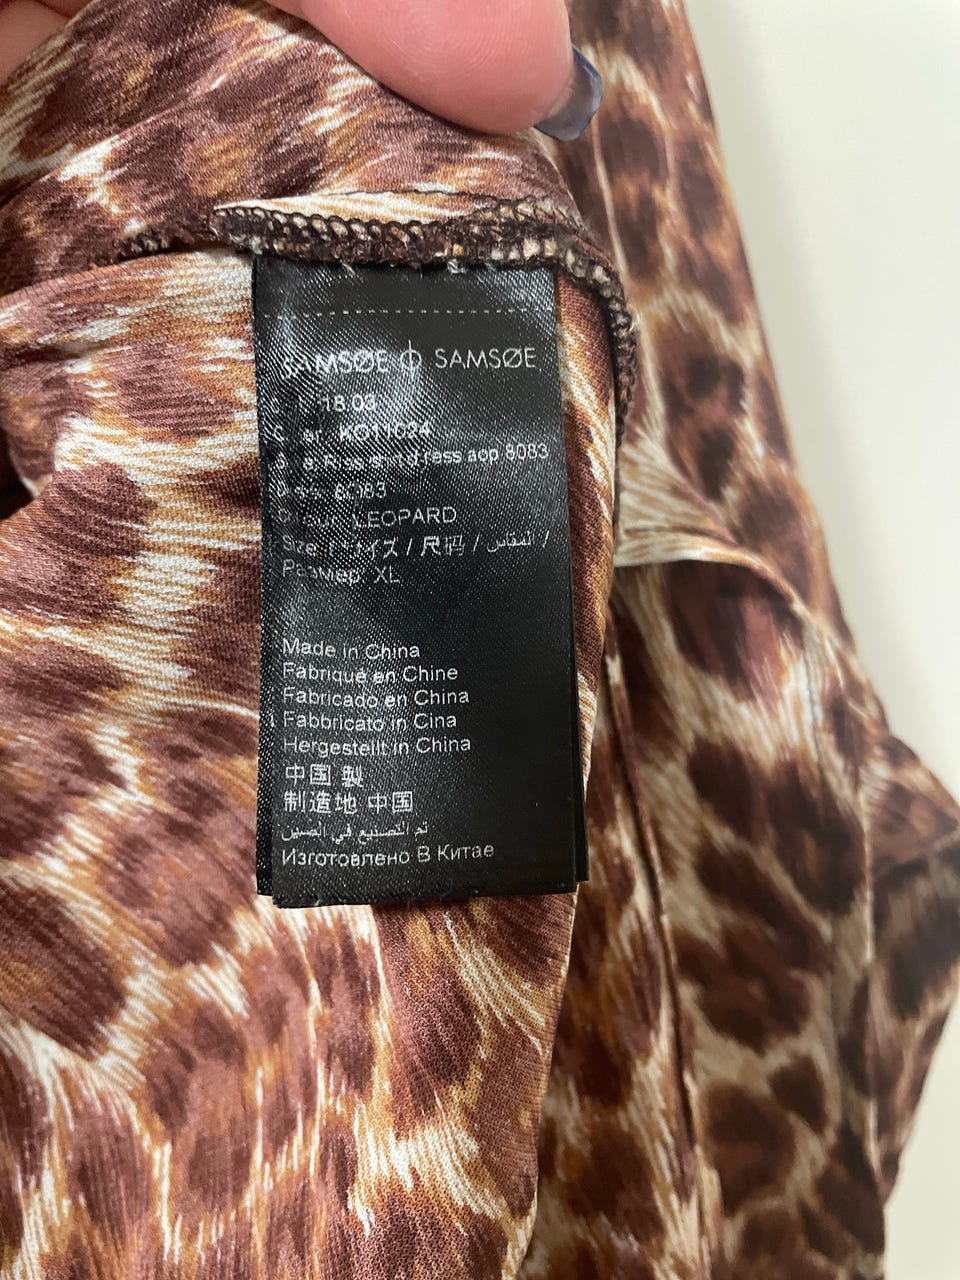 SAMSØE SAMSØE
18.03
KO11024
aop 8083
8083
LEOPARD
Size / サイズ / 尺码 / المقاس /
Размер XL
Made in China
Fabriqué en Chine
Fabricado en China
Fabbricato in Cina
Hergestellt in China
中国 製
制造地 中国
تم التصنيع في الصين
Изготовлено В Китае